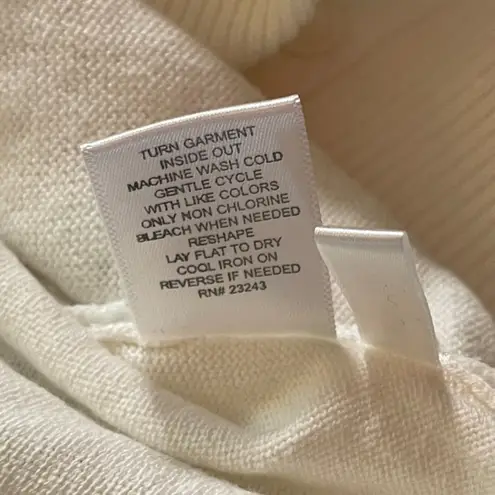 TURN GARMENT
INSIDE OUT
MACHINE WASH COLD
GENTLE CYCLE
WITH LIKE COLORS
ONLY NON CHLORINE
BLEACH WHEN NEEDED
RESHAPE
LAY FLAT TO DRY
COOL IRON ON
REVERSE IF NEEDED
RN# 23243